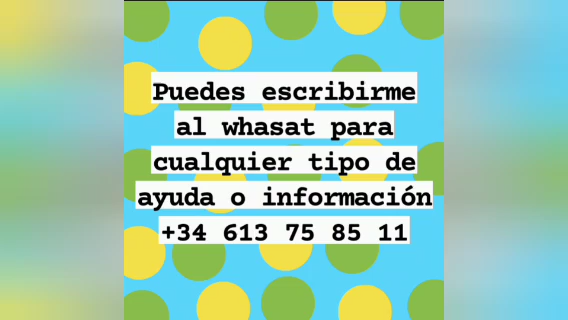 Puedes escribirme
al whasat para
cualquier tipo de
ayuda o información
+34 613 75 85 11